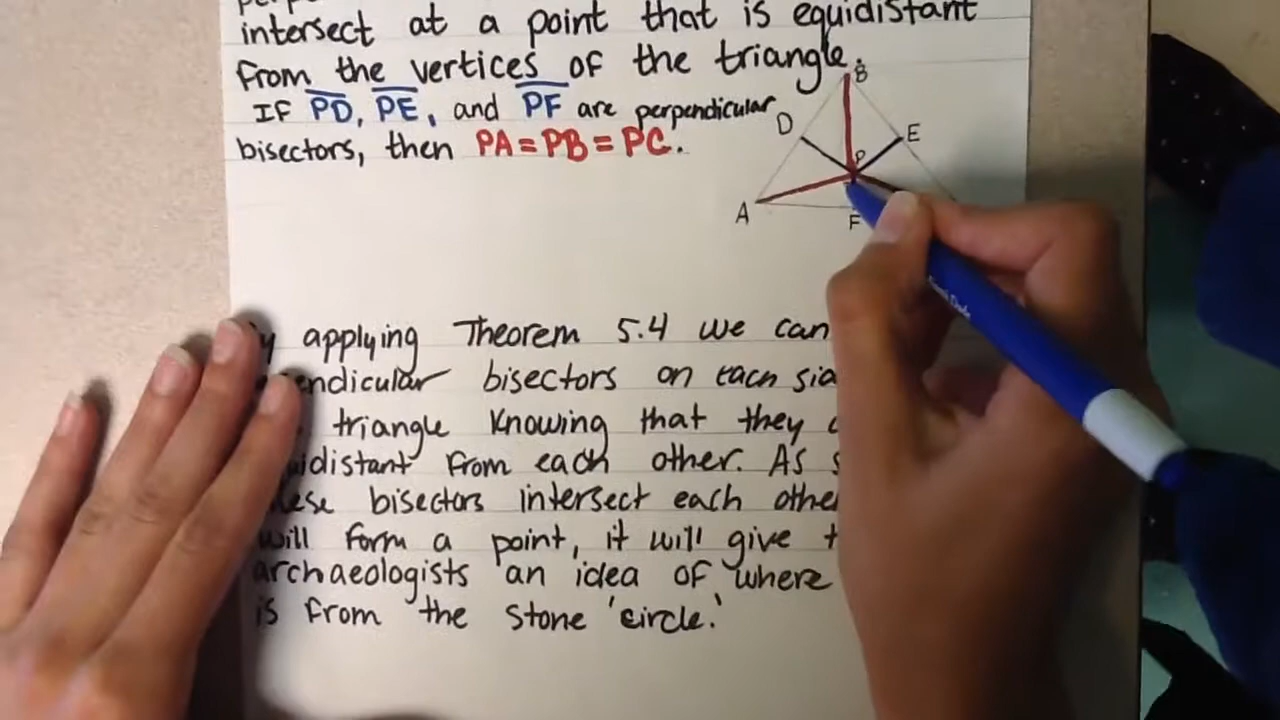 intersect at a point that is equidistant
from the vertices of the triangle.
If PD, PE, and PF are perpendicular
bisectors, then PA = PB = PC.
B
D
E
P
A
F
applying Theorem 5.4 we can
bisectors on each
triangle knowing that they
from each other. As
bisectors intersect each other
will form a point, it will give
archaeologists an idea of where
is from the stone 'circle.'